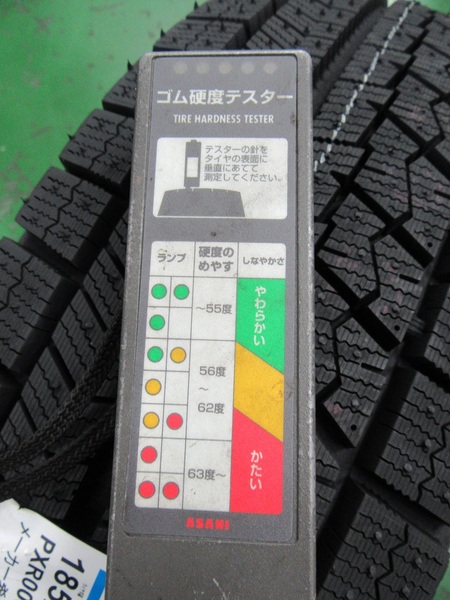 ゴム硬度テスター
TIRE HARDNESS TESTER
テスターの針を
タイヤの表面に
垂直にあてて
測定してください。
ランプ
硬度の
めやす
しなやかさ
～55度
やわらかい
56度
～
62度
63度～
かたい
ASAHI
185
PXR00
メーカー希